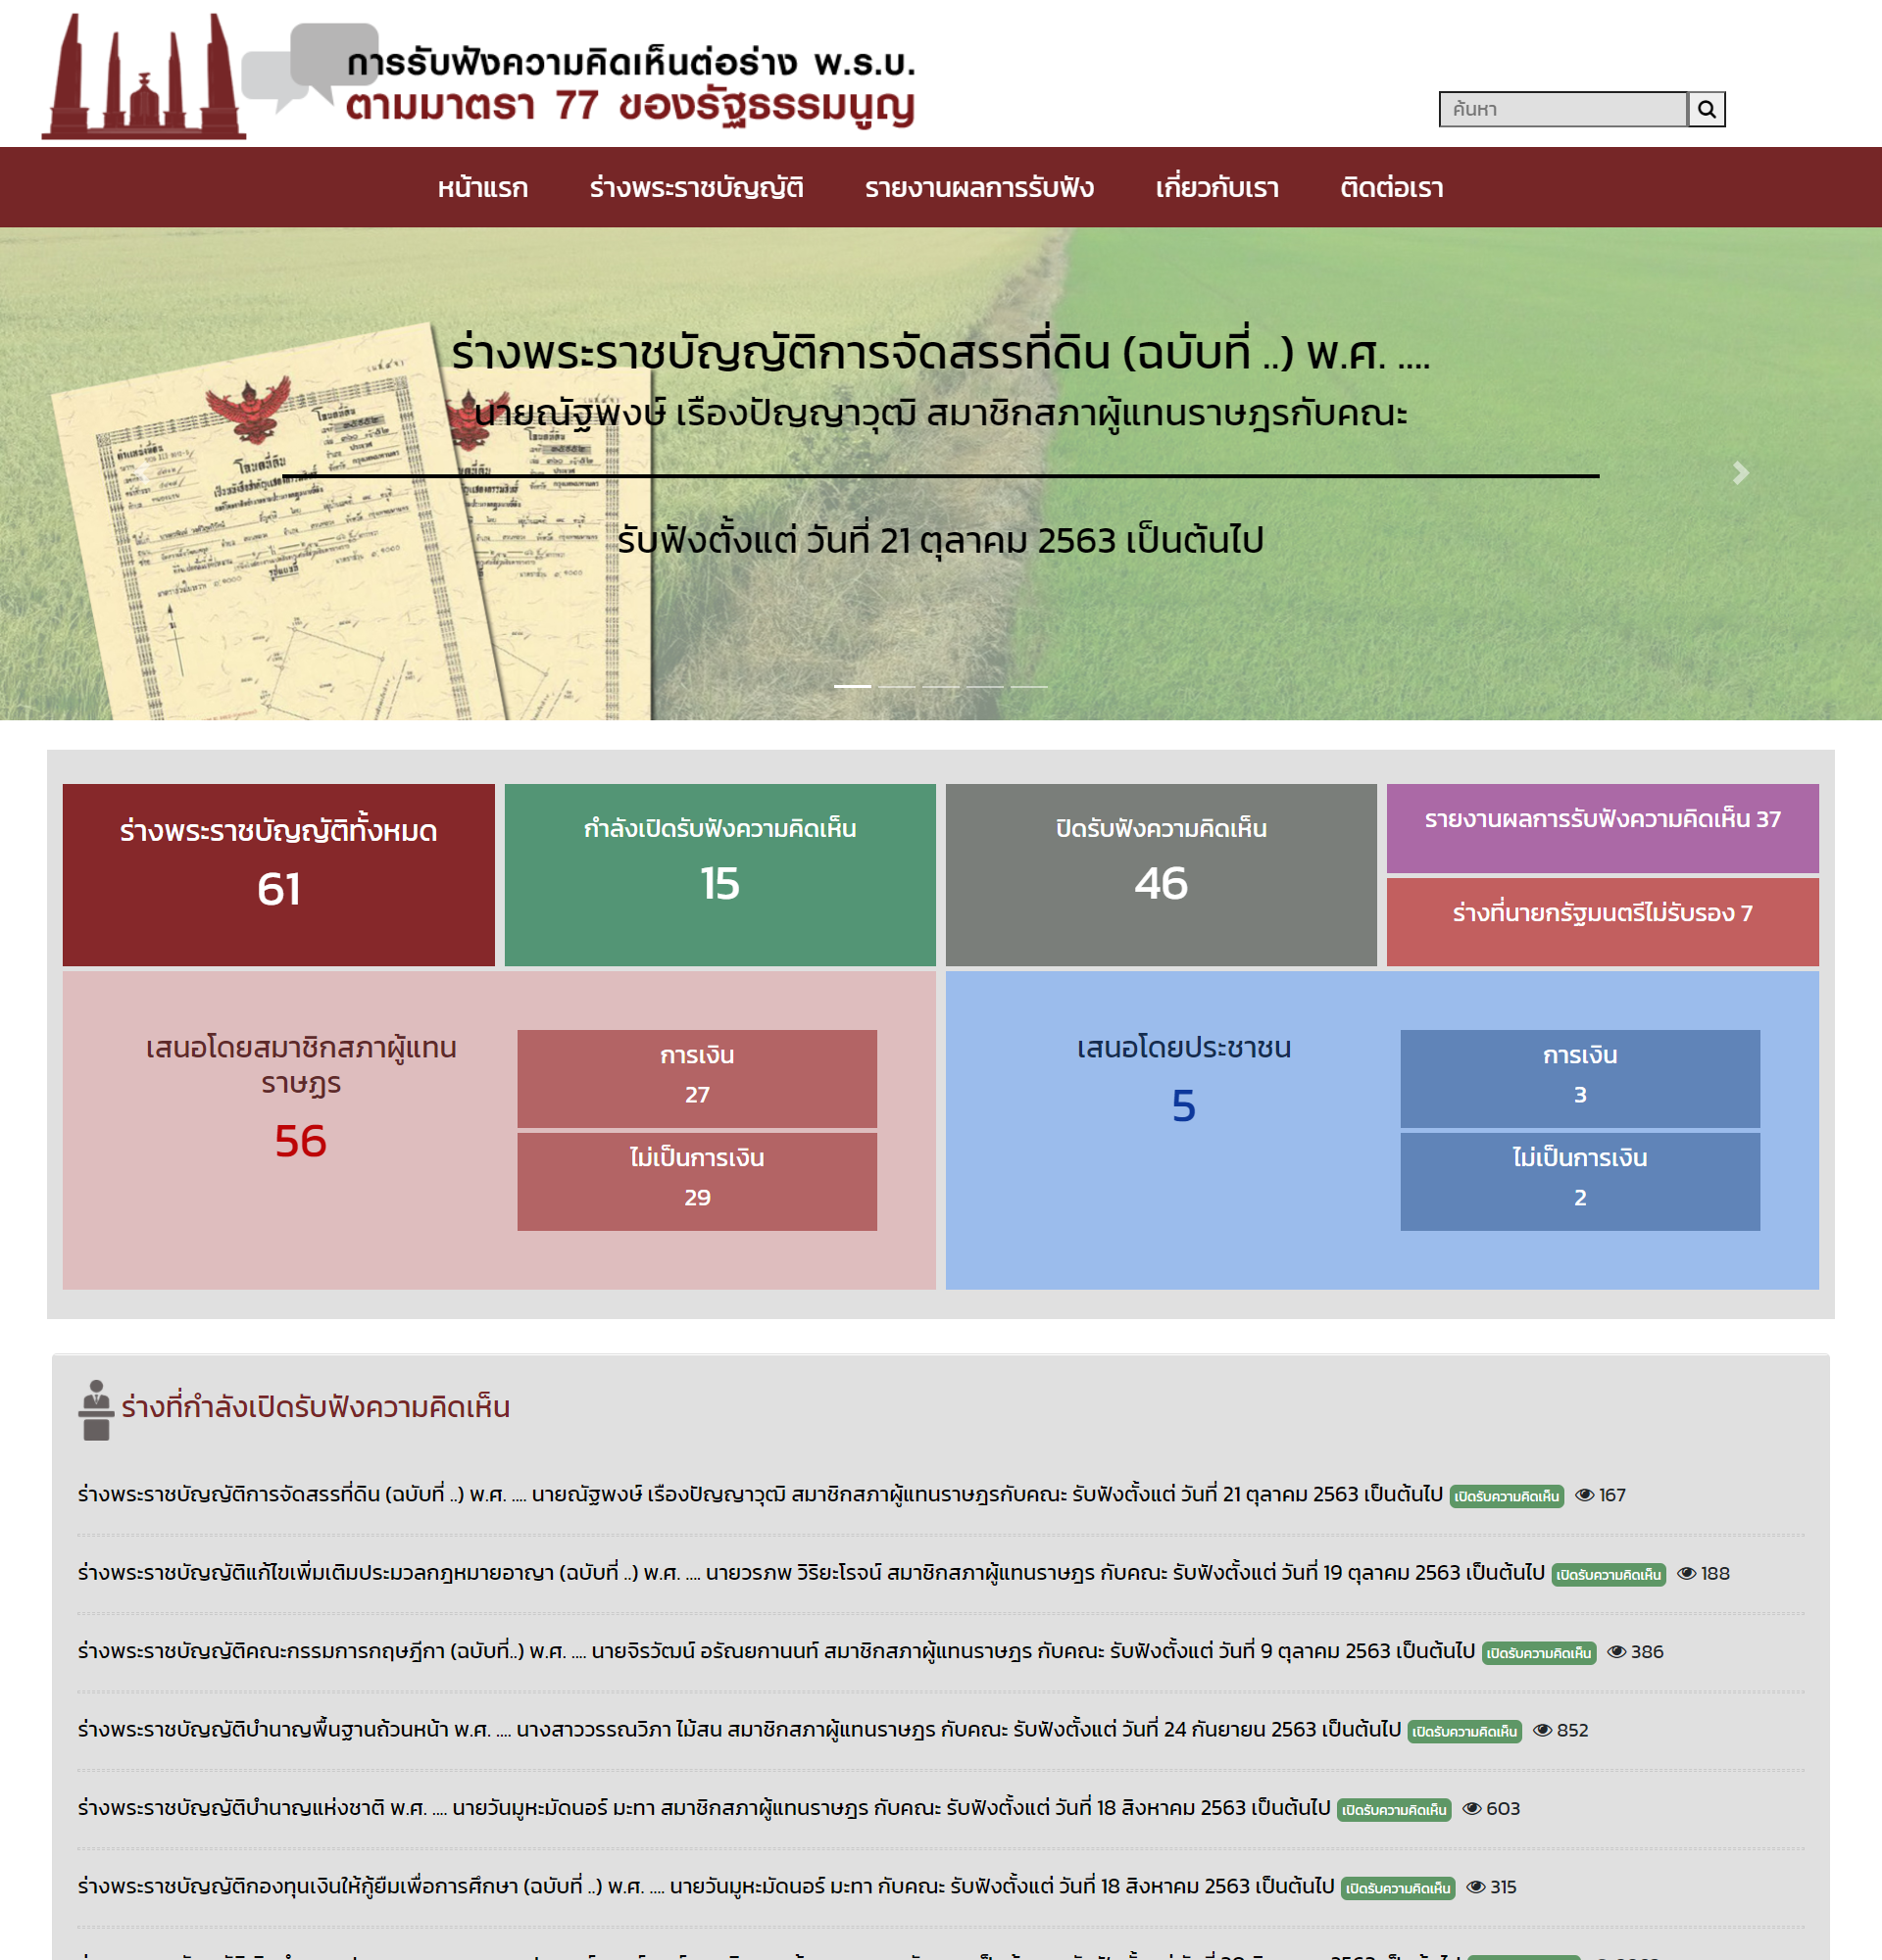 การรับฟังความคิดเห็นต่อร่าง พ.ร.บ.
ตามมาตรา 77 ของรัฐธรรมนูญ
ค้นหา
หน้าแรก ร่างพระราชบัญญัติ รายงานผลการรับฟัง เกี่ยวกับเรา ติดต่อเรา
ร่างพระราชบัญญัติการจัดสรรที่ดิน (ฉบับที่ ..) พ.ศ. ....
นายณัฐพงษ์ เรืองปัญญาวุฒิ สมาชิกสภาผู้แทนราษฎรกับคณะ
รับฟังตั้งแต่ วันที่ 21 ตุลาคม 2563 เป็นต้นไป
โฉนดที่ดิน
โฉนดที่ดิน
ร่างพระราชบัญญัติทั้งหมด
61
กำลังเปิดรับฟังความคิดเห็น
15
ปิดรับฟังความคิดเห็น
46
รายงานผลการรับฟังความคิดเห็น 37
ร่างที่นายกรัฐมนตรีไม่รับรอง 7
เสนอโดยสมาชิกสภาผู้แทน
ราษฎร
56
การเงิน
27
ไม่เป็นการเงิน
29
เสนอโดยประชาชน
5
การเงิน
3
ไม่เป็นการเงิน
2
ร่างที่กำลังเปิดรับฟังความคิดเห็น
ร่างพระราชบัญญัติการจัดสรรที่ดิน (ฉบับที่ ..) พ.ศ. .... นายณัฐพงษ์ เรืองปัญญาวุฒิ สมาชิกสภาผู้แทนราษฎรกับคณะ รับฟังตั้งแต่ วันที่ 21 ตุลาคม 2563 เป็นต้นไป เปิดรับความคิดเห็น 167
ร่างพระราชบัญญัติแก้ไขเพิ่มเติมประมวลกฎหมายอาญา (ฉบับที่ ..) พ.ศ. .... นายวรภพ วิริยะโรจน์ สมาชิกสภาผู้แทนราษฎร กับคณะ รับฟังตั้งแต่ วันที่ 19 ตุลาคม 2563 เป็นต้นไป เปิดรับความคิดเห็น 188
ร่างพระราชบัญญัติคณะกรรมการกฤษฎีกา (ฉบับที่..) พ.ศ. .... นายจิรวัฒน์ อรัณยกานนท์ สมาชิกสภาผู้แทนราษฎร กับคณะ รับฟังตั้งแต่ วันที่ 9 ตุลาคม 2563 เป็นต้นไป เปิดรับความคิดเห็น 386
ร่างพระราชบัญญัติบำนาญพื้นฐานถ้วนหน้า พ.ศ. .... นางสาววรรณวิภา ไม้สน สมาชิกสภาผู้แทนราษฎร กับคณะ รับฟังตั้งแต่ วันที่ 24 กันยายน 2563 เป็นต้นไป เปิดรับความคิดเห็น 852
ร่างพระราชบัญญัติบำนาญแห่งชาติ พ.ศ. .... นายวันมูหะมัดนอร์ มะทา สมาชิกสภาผู้แทนราษฎร กับคณะ รับฟังตั้งแต่ วันที่ 18 สิงหาคม 2563 เป็นต้นไป เปิดรับความคิดเห็น 603
ร่างพระราชบัญญัติกองทุนเงินให้กู้ยืมเพื่อการศึกษา (ฉบับที่ ..) พ.ศ. .... นายวันมูหะมัดนอร์ มะทา กับคณะ รับฟังตั้งแต่ วันที่ 18 สิงหาคม 2563 เป็นต้นไป เปิดรับความคิดเห็น 315